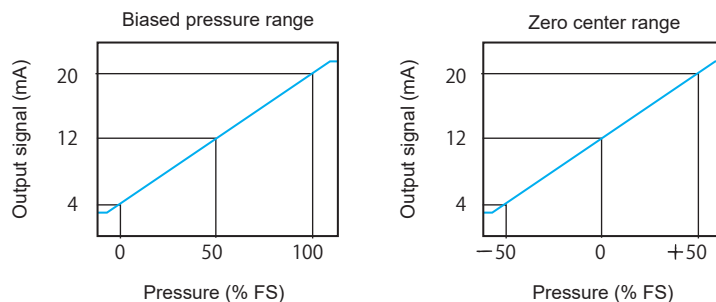 Biased pressure range
Output signal (mA)
20
12
4
0 50 100
Pressure (% FS)
Zero center range
Output signal (mA)
20
12
4
−50 0 +50
Pressure (% FS)